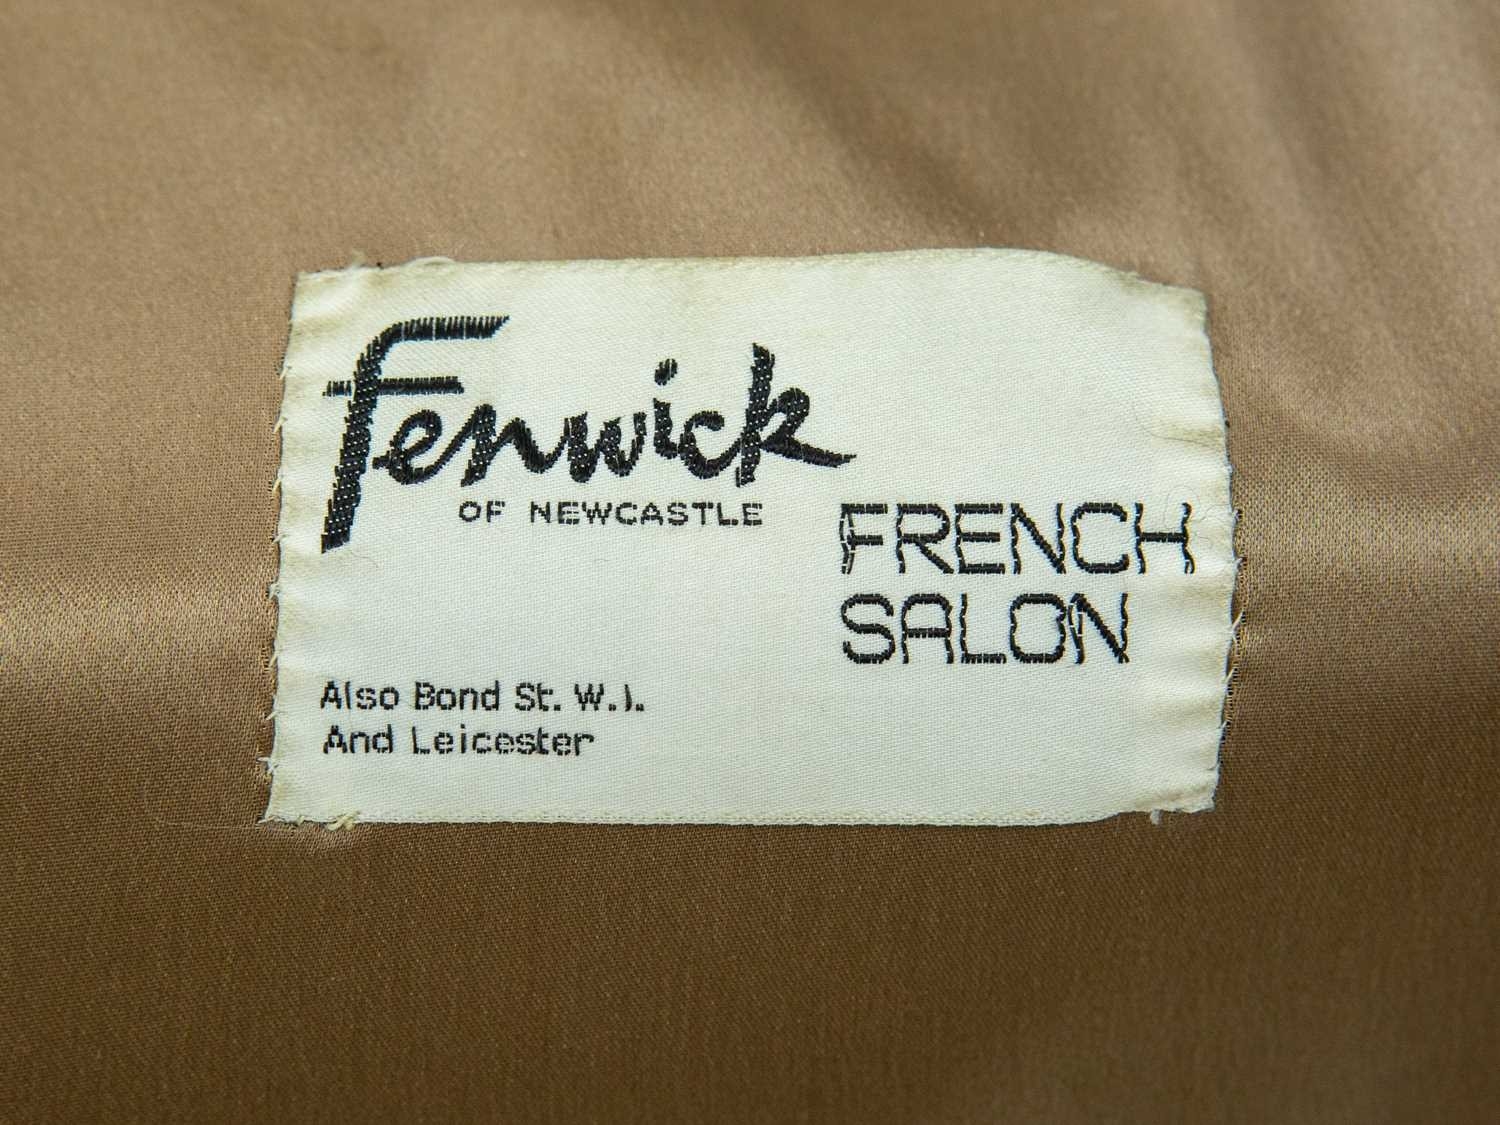 Fenwick
OF NEWCASTLE
FRENCH
SALON
Also Bond St. W.1.
And Leicester